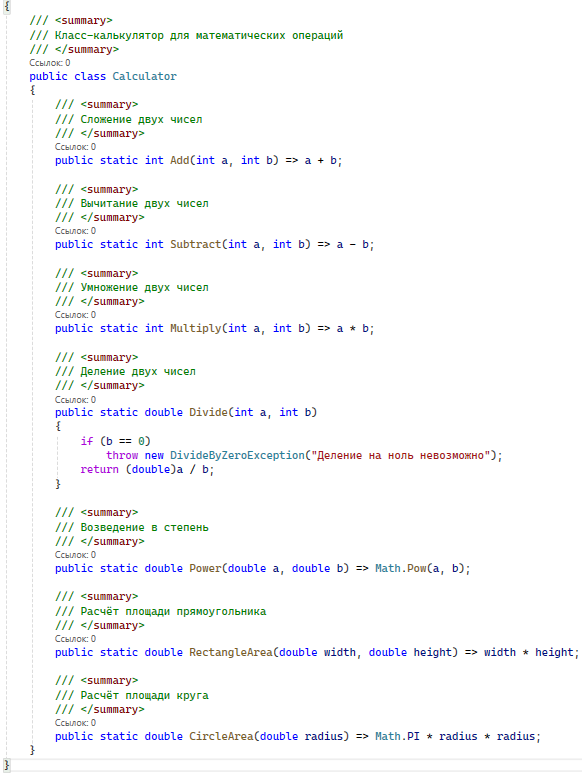 {
/// <summary>
/// Класс-калькулятор для математических операций
/// </summary>
Ссылок: 0
public class Calculator
{
/// <summary>
/// Сложение двух чисел
/// </summary>
Ссылок: 0
public static int Add(int a, int b) => a + b;
/// <summary>
/// Вычитание двух чисел
/// </summary>
Ссылок: 0
public static int Subtract(int a, int b) => a - b;
/// <summary>
/// Умножение двух чисел
/// </summary>
Ссылок: 0
public static int Multiply(int a, int b) => a * b;
/// <summary>
/// Деление двух чисел
/// </summary>
Ссылок: 0
public static double Divide(int a, int b)
{
if (b == 0)
throw new DivideByZeroException("Деление на ноль невозможно");
return (double)a / b;
}
/// <summary>
/// Возведение в степень
/// </summary>
Ссылок: 0
public static double Power(double a, double b) => Math.Pow(a, b);
/// <summary>
/// Расчёт площади прямоугольника
/// </summary>
Ссылок: 0
public static double RectangleArea(double width, double height) => width * height;
/// <summary>
/// Расчёт площади круга
/// </summary>
Ссылок: 0
public static double CircleArea(double radius) => Math.PI * radius * radius;
}
}